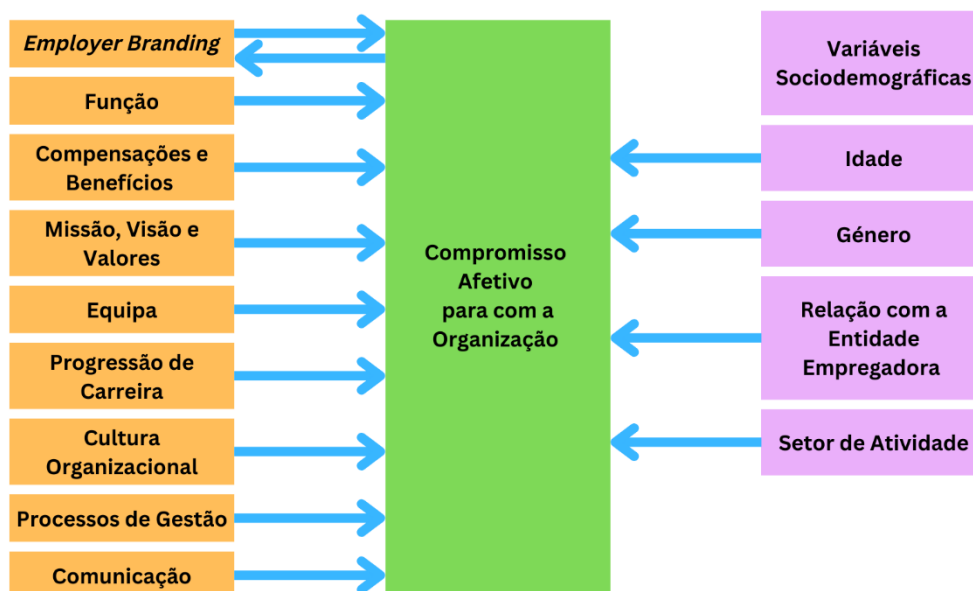 Employer Branding
Função
Compensações e
Benefícios
Missão, Visão e
Valores
Equipa
Progressão de
Carreira
Cultura
Organizacional
Processos de Gestão
Comunicação
Compromisso
Afetivo
para com a
Organização
Variáveis
Sociodemográficas
Idade
Género
Relação com a
Entidade
Empregadora
Setor de Atividade